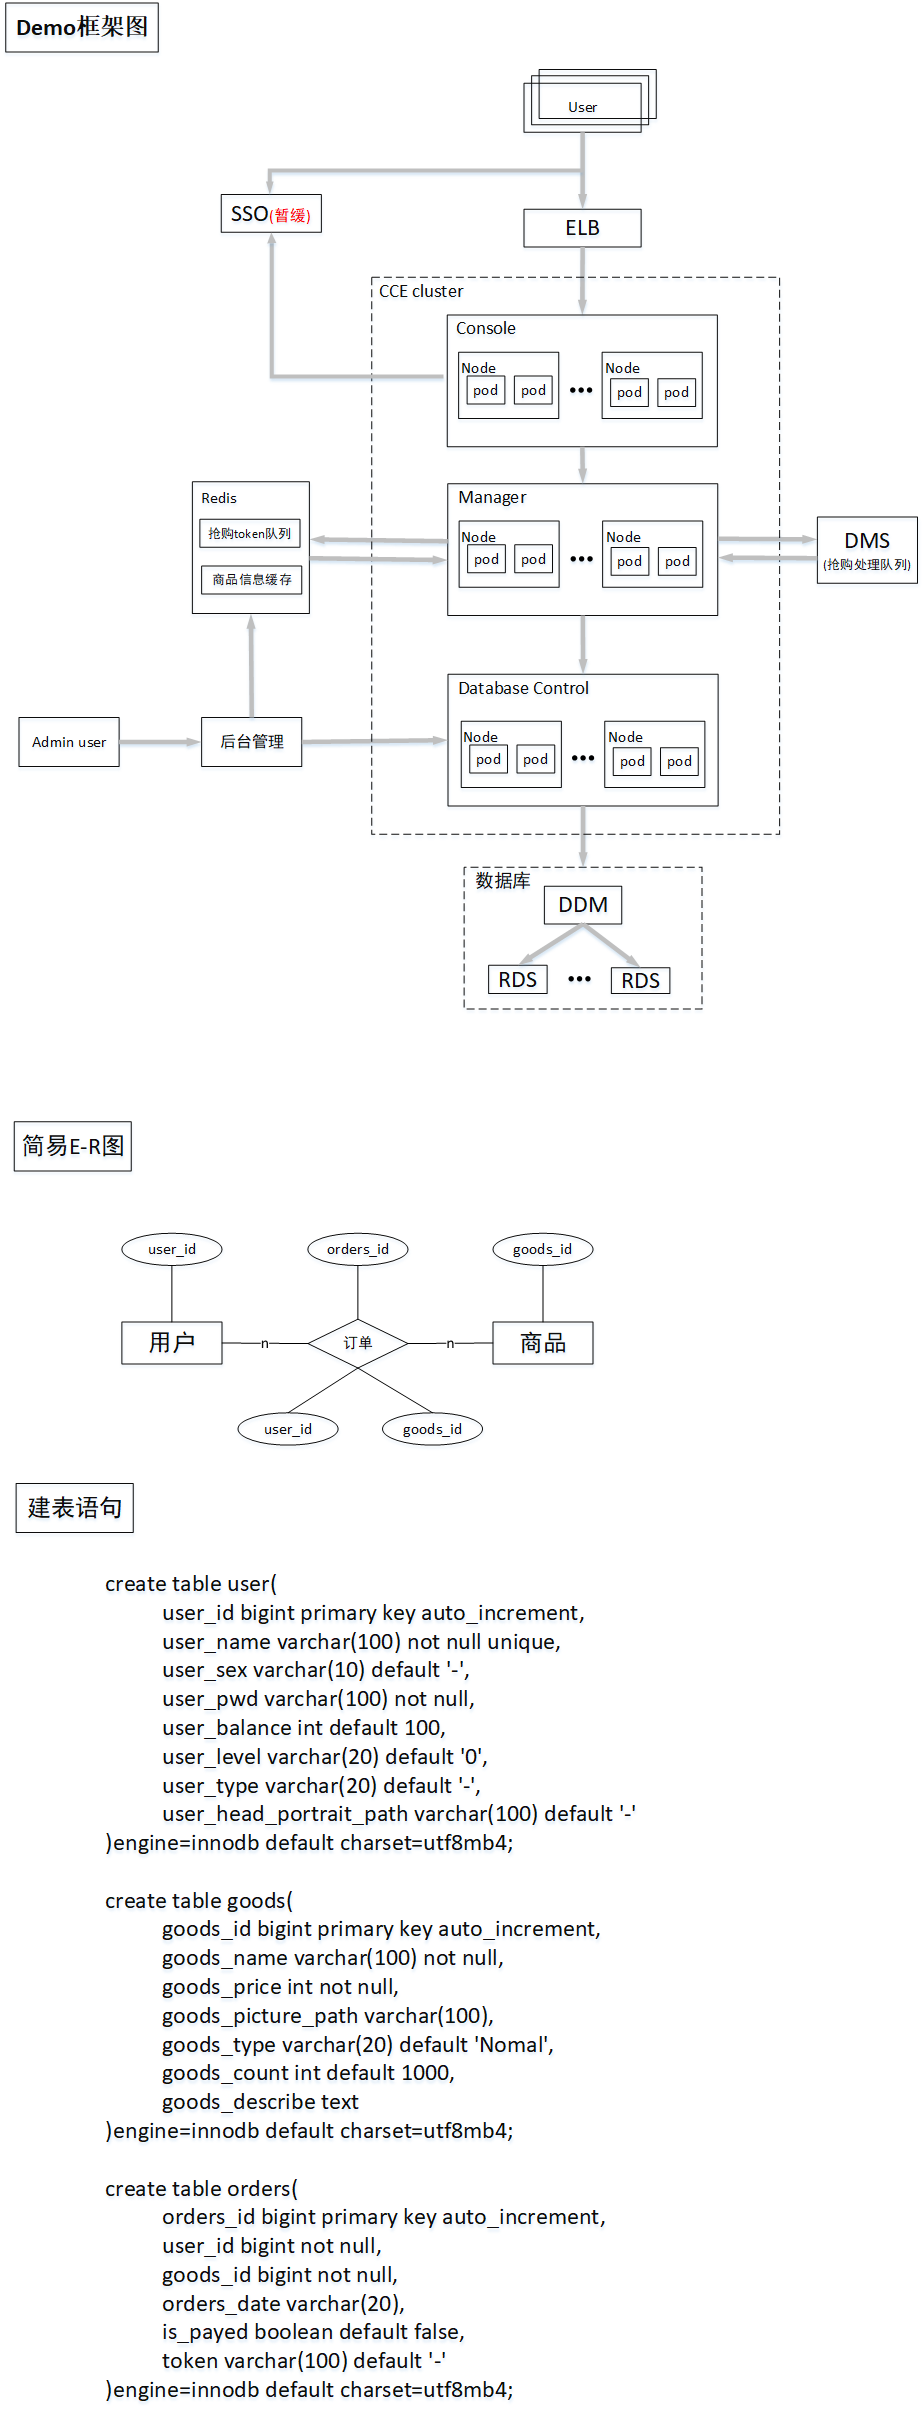 Demo框架图
User
SSO(暂缓)
ELB
CCE cluster
Console
Node
pod
pod
•••
Node
pod
pod
Redis
抢购token队列
商品信息缓存
Manager
Node
pod
pod
•••
Node
pod
pod
DMS
(抢购处理队列)
Database Control
Node
pod
pod
•••
Node
pod
pod
Admin user
后台管理
数据库
DDM
RDS
•••
RDS
简易E-R图
user_id
orders_id
goods_id
用户
n
订单
n
商品
user_id
goods_id
建表语句
create table user(
user_id bigint primary key auto_increment,
user_name varchar(100) not null unique,
user_sex varchar(10) default '-',
user_pwd varchar(100) not null,
user_balance int default 100,
user_level varchar(20) default '0',
user_type varchar(20) default '-',
user_head_portrait_path varchar(100) default '-'
)engine=innodb default charset=utf8mb4;
create table goods(
goods_id bigint primary key auto_increment,
goods_name varchar(100) not null,
goods_price int not null,
goods_picture_path varchar(100),
goods_type varchar(20) default 'Nomal',
goods_count int default 1000,
goods_describe text
)engine=innodb default charset=utf8mb4;
create table orders(
orders_id bigint primary key auto_increment,
user_id bigint not null,
goods_id bigint not null,
orders_date varchar(20),
is_payed boolean default false,
token varchar(100) default '-'
)engine=innodb default charset=utf8mb4;